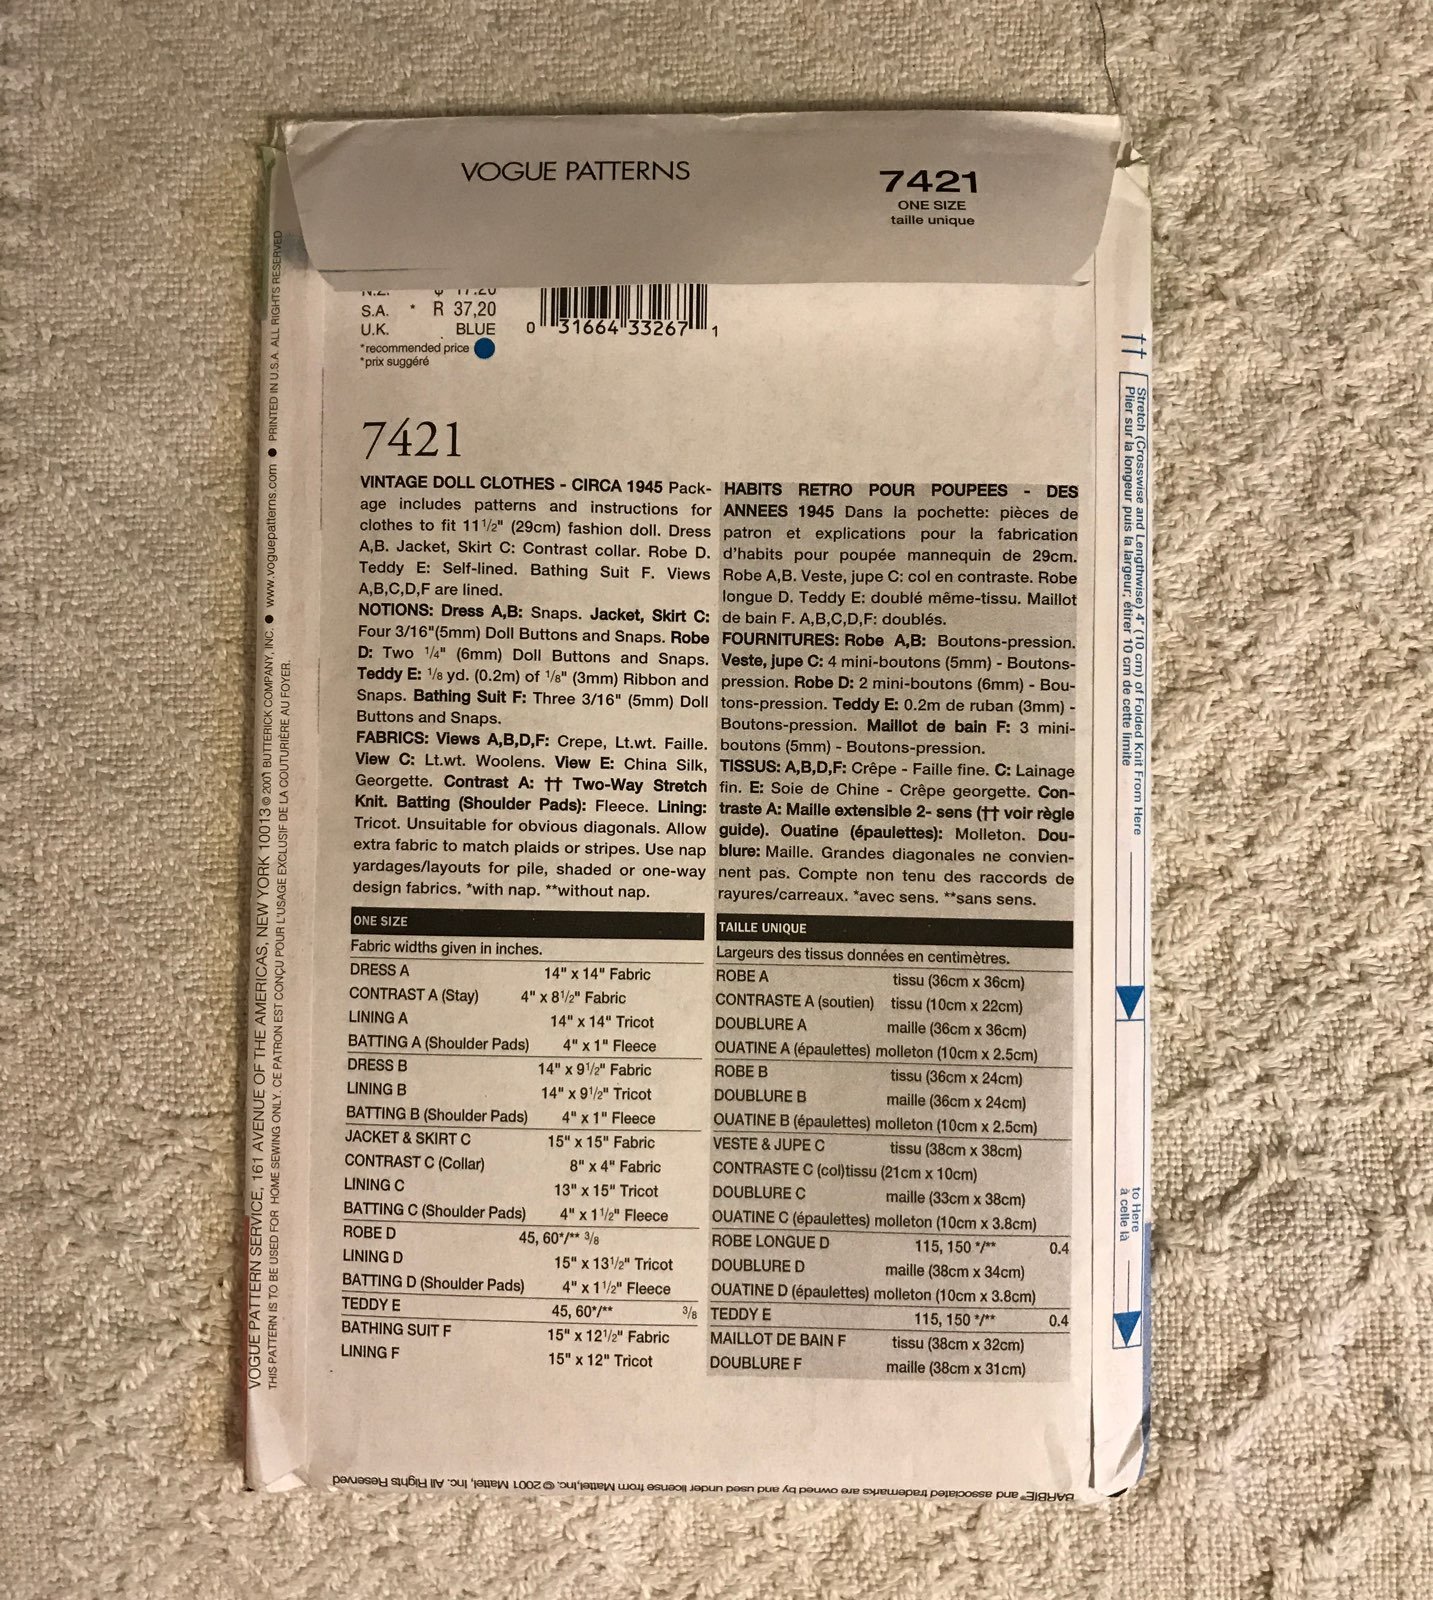 VOGUE PATTERNS
7421
ONE SIZE
taille unique
N.Z. $ 17.20
S.A. * R 37,20
U.K. BLUE
*recommended price
*prix suggéré
0 31664 33267 1
7421
VINTAGE DOLL CLOTHES - CIRCA 1945 Pack-
age includes patterns and instructions for
clothes to fit 11 1/2" (29cm) fashion doll. Dress
A,B. Jacket, Skirt C: Contrast collar. Robe D.
Teddy E: Self-lined. Bathing Suit F. Views
A,B,C,D,F are lined.
NOTIONS: Dress A,B: Snaps. Jacket, Skirt C:
Four 3/16"(5mm) Doll Buttons and Snaps. Robe
D: Two 1/4" (6mm) Doll Buttons and Snaps.
Teddy E: 1/8 yd. (0.2m) of 1/8" (3mm) Ribbon and
Snaps. Bathing Suit F: Three 3/16" (5mm) Doll
Buttons and Snaps.
FABRICS: Views A,B,D,F: Crepe, Lt.wt. Faille.
View C: Lt.wt. Woolens. View E: China Silk,
Georgette. Contrast A: †† Two-Way Stretch
Knit. Batting (Shoulder Pads): Fleece. Lining:
Tricot. Unsuitable for obvious diagonals. Allow
extra fabric to match plaids or stripes. Use nap
yardages/layouts for pile, shaded or one-way
design fabrics. *with nap. **without nap.
HABITS RETRO POUR POUPEES - DES
ANNEES 1945 Dans la pochette: pièces de
patron et explications pour la fabrication
d'habits pour poupée mannequin de 29cm.
Robe A,B. Veste, jupe C: col en contraste. Robe
longue D. Teddy E: doublé même-tissu. Maillot
de bain F. A,B,C,D,F: doublés.
FOURNITURES: Robe A,B: Boutons-pression.
Veste, jupe C: 4 mini-boutons (5mm) - Boutons-
pression. Robe D: 2 mini-boutons (6mm) - Bou-
tons-pression. Teddy E: 0.2m de ruban (3mm) -
Boutons-pression. Maillot de bain F: 3 mini-
boutons (5mm) - Boutons-pression.
TISSUS: A,B,D,F: Crêpe - Faille fine. C: Lainage
fin. E: Soie de Chine - Crêpe georgette. Con-
traste A: Maille extensible 2- sens (†† voir règle
guide). Ouatine (épaulettes): Molleton. Dou-
blure: Maille. Grandes diagonales ne convien-
nent pas. Compte non tenu des raccords de
rayures/carreaux. *avec sens. **sans sens.
ONE SIZE
Fabric widths given in inches.
DRESS A 14" x 14" Fabric
CONTRAST A (Stay) 4" x 8 1/2" Fabric
LINING A 14" x 14" Tricot
BATTING A (Shoulder Pads) 4" x 1" Fleece
DRESS B 14" x 9 1/2" Fabric
LINING B 14" x 9 1/2" Tricot
BATTING B (Shoulder Pads) 4" x 1" Fleece
JACKET & SKIRT C 15" x 15" Fabric
CONTRAST C (Collar) 8" x 4" Fabric
LINING C 13" x 15" Tricot
BATTING C (Shoulder Pads) 4" x 1 1/2" Fleece
ROBE D 45, 60*/** 3/8
LINING D 15" x 13 1/2" Tricot
BATTING D (Shoulder Pads) 4" x 1 1/2" Fleece
TEDDY E 45, 60*/** 3/8
BATHING SUIT F 15" x 12 1/2" Fabric
LINING F 15" x 12" Tricot
TAILLE UNIQUE
Largeurs des tissus données en centimètres.
ROBE A tissu (36cm x 36cm)
CONTRASTE A (soutien) tissu (10cm x 22cm)
DOUBLURE A maille (36cm x 36cm)
OUATINE A (épaulettes) molleton (10cm x 2.5cm)
ROBE B tissu (36cm x 24cm)
DOUBLURE B maille (36cm x 24cm)
OUATINE B (épaulettes) molleton (10cm x 2.5cm)
VESTE & JUPE C tissu (38cm x 38cm)
CONTRASTE C (col)tissu (21cm x 10cm)
DOUBLURE C maille (33cm x 38cm)
OUATINE C (épaulettes) molleton (10cm x 3.8cm)
ROBE LONGUE D 115, 150 */** 0.4
DOUBLURE D maille (38cm x 34cm)
OUATINE D (épaulettes) molleton (10cm x 3.8cm)
TEDDY E 115, 150 */** 0.4
MAILLOT DE BAIN F tissu (38cm x 32cm)
DOUBLURE F maille (38cm x 31cm)
VOGUE PATTERN SERVICE, 161 AVENUE OF THE AMERICAS, NEW YORK 10013 © 2001 BUTTERICK COMPANY, INC. ● www.voguepatterns.com ● PRINTED IN U.S.A. ALL RIGHTS RESERVED
THIS PATTERN IS TO BE USED FOR HOME SEWING ONLY. CE PATRON EST CONÇU POUR L'USAGE EXCLUSIF DE LA COUTURIÈRE AU FOYER.
††
Stretch (Crosswise and Lengthwise) 4" (10 cm) of Folded Knit From Here
Plier sur la longeur puis la largeur; étirer 10 cm de cette limite
to Here
à celle là
BARBIE® and associated trademarks are owned by and used under license from Mattel,Inc. © 2001 Mattel, Inc. All Rights Reserved